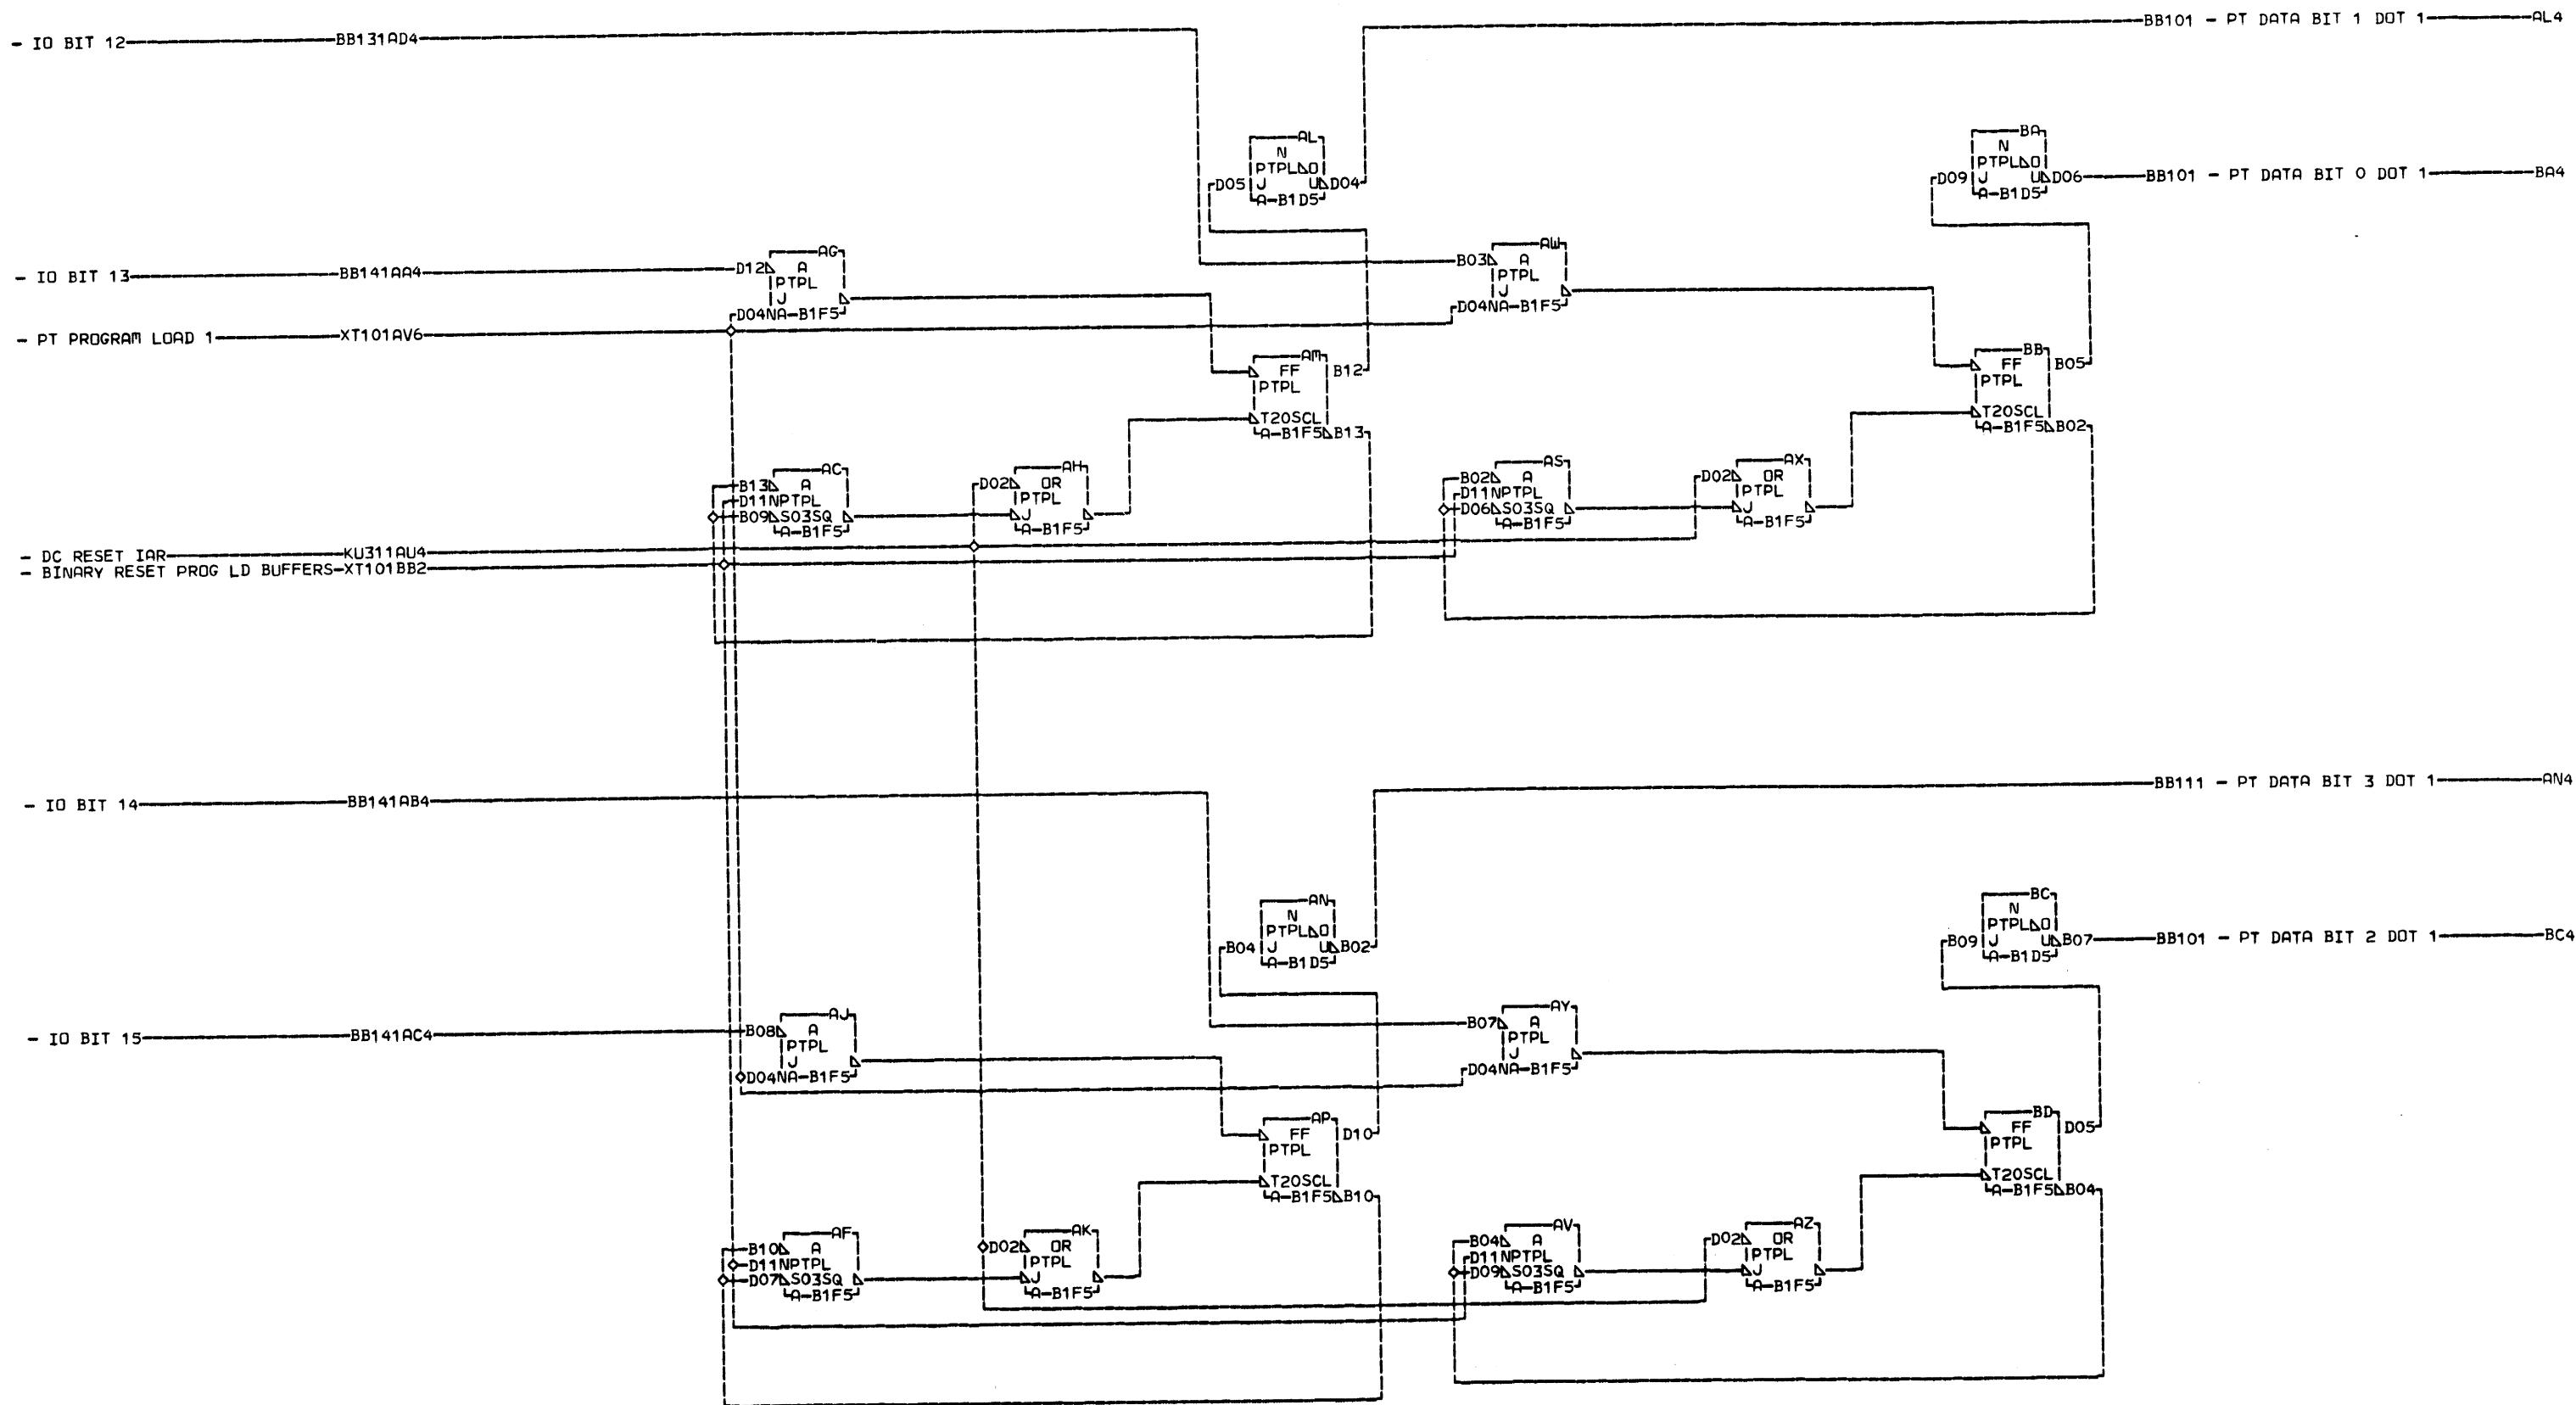 - IO BIT 12 BB131AD4
BB101 - PT DATA BIT 1 DOT 1 AL4
AL
N
PTPL O
D05 J U D04
A-B1D5
BA
N
PTPL O
D09 J U D06 BB101 - PT DATA BIT 0 DOT 1 BA4
A-B1D5
- IO BIT 13 BB141AA4
AG
D12 A
PTPL
J
D04NA-B1F5
AW
B03 A
PTPL
J
D04NA-B1F5
- PT PROGRAM LOAD 1 XT101AV6
AM
FF B12
PTPL
T20SCL
A-B1F5 B13
BB
FF B05
PTPL
T20SCL
A-B1F5 B02
AC
B13 A
D11NPTPL
B09 S03SQ
A-B1F5
AH
D02 OR
PTPL
J
A-B1F5
AS
B02 A
D11NPTPL
D06 S03SQ
A-B1F5
AX
D02 OR
PTPL
J
A-B1F5
- DC RESET IAR KU311AU4
- BINARY RESET PROG LD BUFFERS-XT101BB2
- IO BIT 14 BB141AB4
BB111 - PT DATA BIT 3 DOT 1 AN4
AN
N
PTPL O
B04 J U B02
A-B1D5
BC
N
PTPL O
B09 J U B07 BB101 - PT DATA BIT 2 DOT 1 BC4
A-B1D5
- IO BIT 15 BB141AC4
AJ
B08 A
PTPL
J
D04NA-B1F5
AY
B07 A
PTPL
J
D04NA-B1F5
AP
FF D10
PTPL
T20SCL
A-B1F5 B10
BD
FF D05
PTPL
T20SCL
A-B1F5 B04
AF
B10 A
D11NPTPL
D07 S03SQ
A-B1F5
AK
D02 OR
PTPL
J
A-B1F5
AV
B04 A
D11NPTPL
D09 S03SQ
A-B1F5
AZ
D02 OR
PTPL
J
A-B1F5